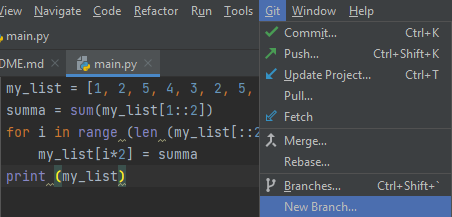 View Navigate Code Refactor Run Tools Git Window Help
main.py
DME.md main.py
my_list = [1, 2, 5, 4, 3, 2, 5,
summa = sum(my_list[1::2])
for i in range (len (my_list[::2
my_list[i*2] = summa
print (my_list)
Commit... Ctrl+K
Push... Ctrl+Shift+K
Update Project... Ctrl+T
Pull...
Fetch
Merge...
Rebase...
Branches... Ctrl+Shift+`
New Branch...